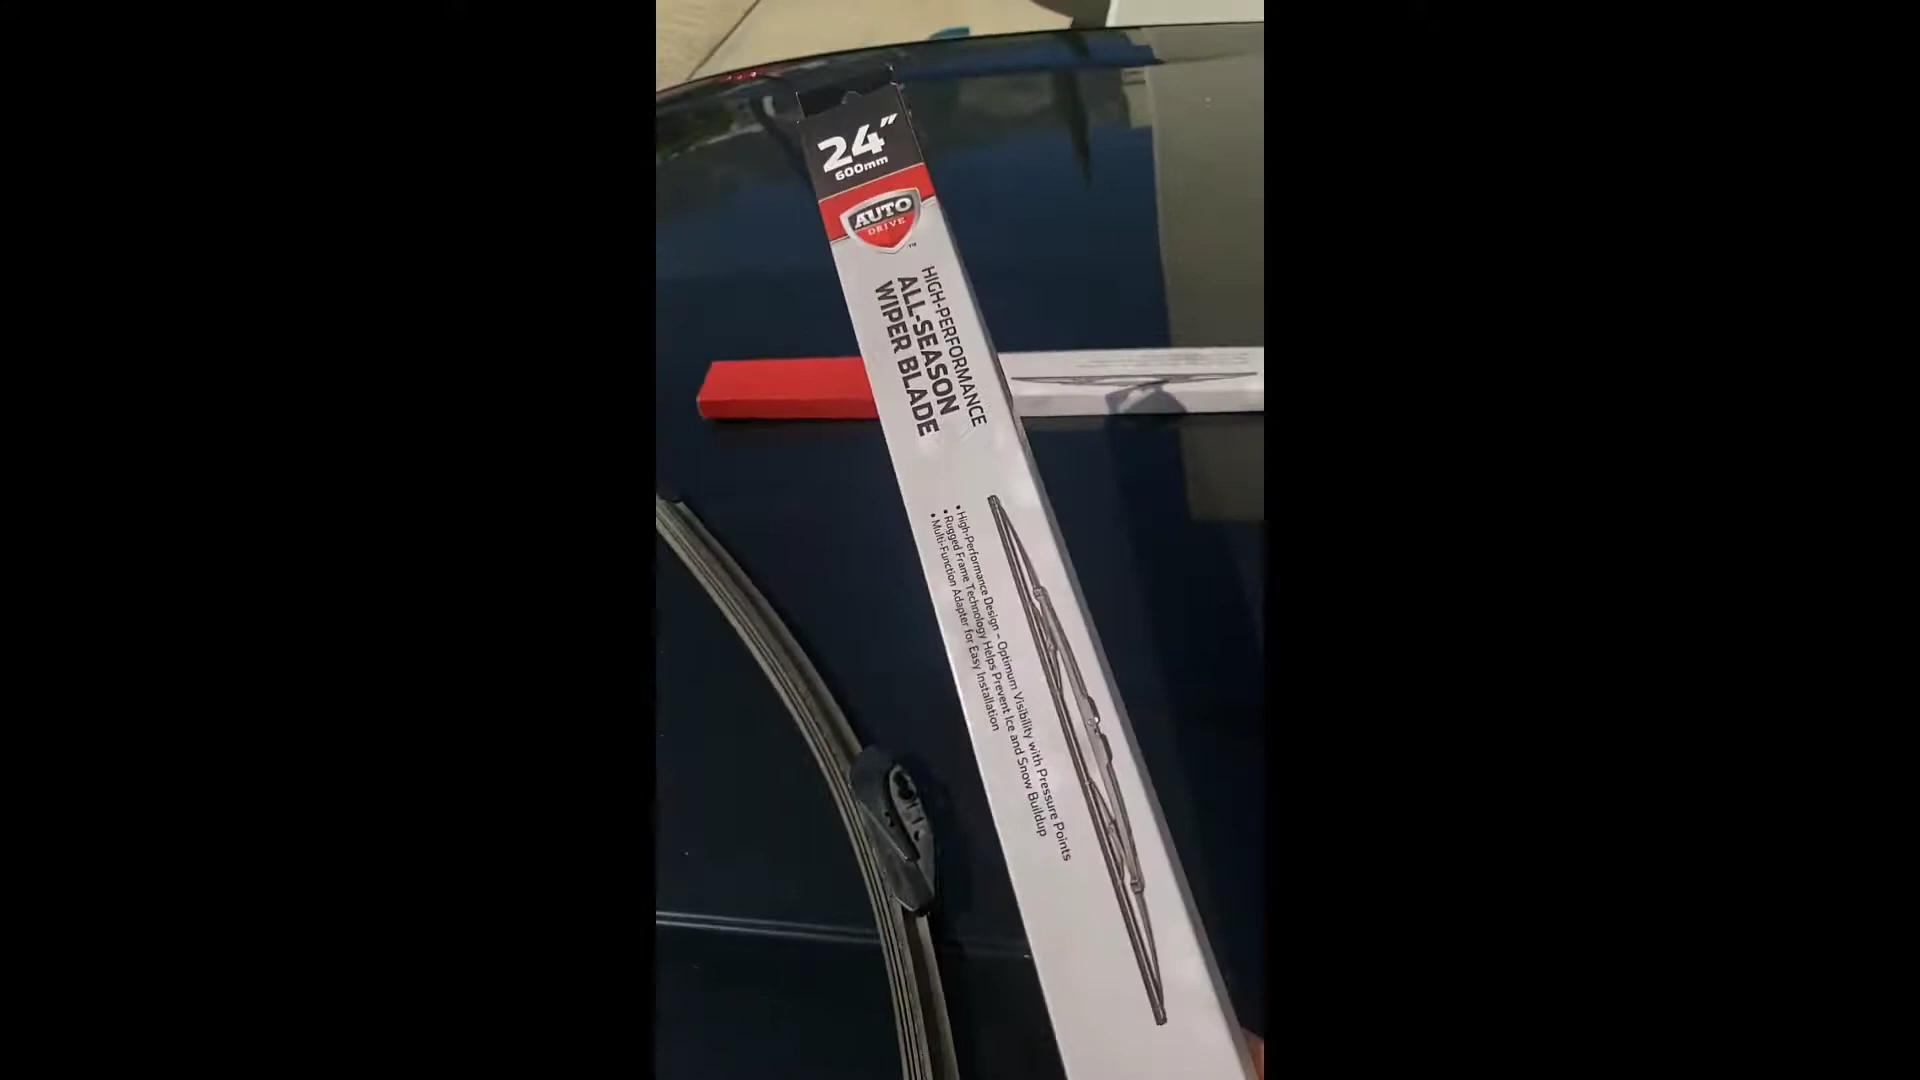 24"
600mm
AUTO
DRIVE
™
HIGH-PERFORMANCE
ALL-SEASON
WIPER BLADE
• High-Performance Design – Optimum Visibility with Pressure Points
• Rugged Frame Technology Helps Prevent Ice and Snow Buildup
• Multi-Function Adapter for Easy Installation